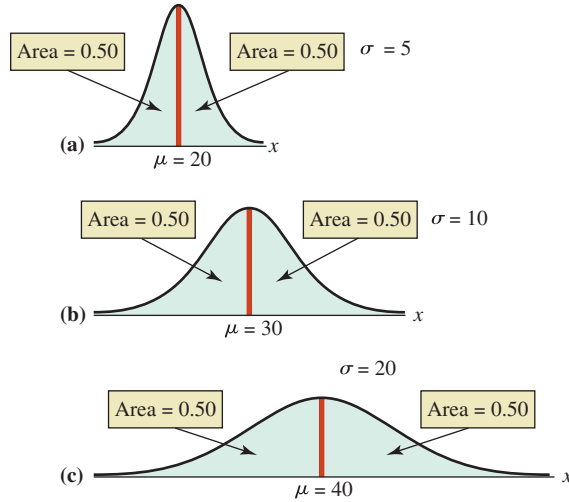 Area = 0.50 Area = 0.50 σ = 5
(a) x
μ = 20
Area = 0.50 Area = 0.50 σ = 10
(b) x
μ = 30
σ = 20
Area = 0.50 Area = 0.50
(c) x
μ = 40